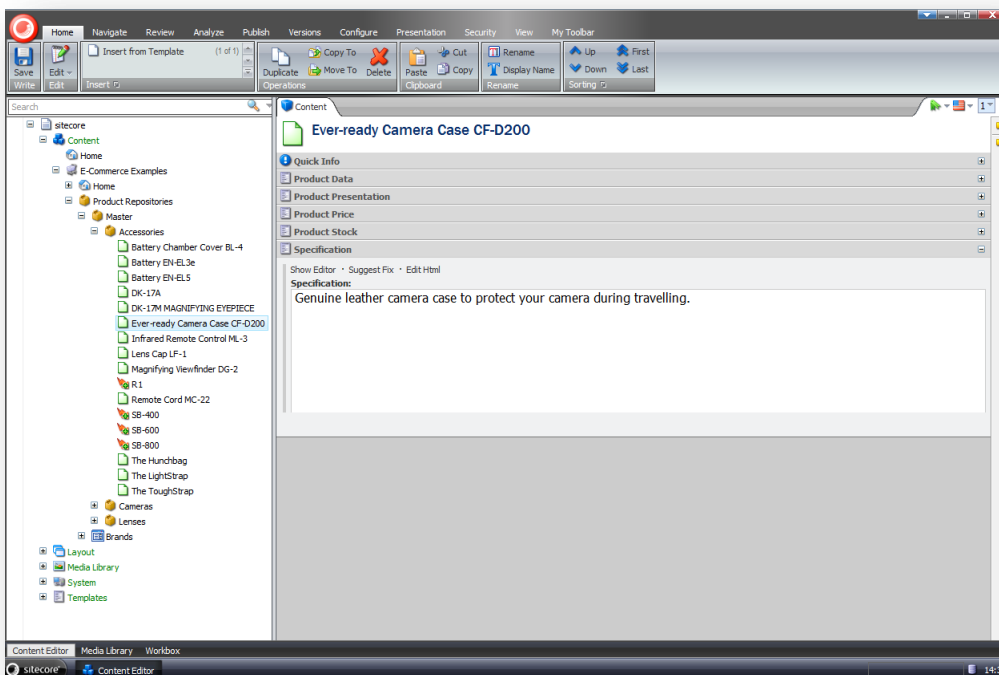 Home Navigate Review Analyze Publish Versions Configure Presentation Security View My Toolbar
Save Edit Insert from Template (1 of 1) Duplicate Copy To Move To Delete Paste Cut Copy Rename Display Name Up Down First Last
Write Edit Insert Operations Clipboard Rename Sorting
Search
Content
1
sitecore
Content
Home
E-Commerce Examples
Home
Product Repositories
Master
Accessories
Battery Chamber Cover BL-4
Battery EN-EL3e
Battery EN-EL5
DK-17A
DK-17M MAGNIFYING EYEPIECE
Ever-ready Camera Case CF-D200
Infrared Remote Control ML-3
Lens Cap LF-1
Magnifying Viewfinder DG-2
R1
Remote Cord MC-22
SB-400
SB-600
SB-800
The Hunchbag
The LightStrap
The ToughStrap
Cameras
Lenses
Brands
Layout
Media Library
System
Templates
Ever-ready Camera Case CF-D200
Quick Info
Product Data
Product Presentation
Product Price
Product Stock
Specification
Show Editor · Suggest Fix · Edit Html
Specification:
Genuine leather camera case to protect your camera during travelling.
Content Editor Media Library Workbox
sitecore Content Editor